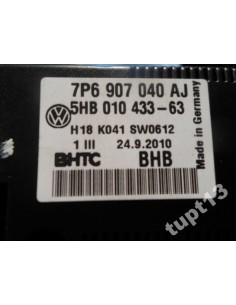 7P6 907 040 AJ
5HB 010 433-63
H18 K041 SW0612
1 III 24.9.2010
BHTC BHB
Made in Germany
tupt13